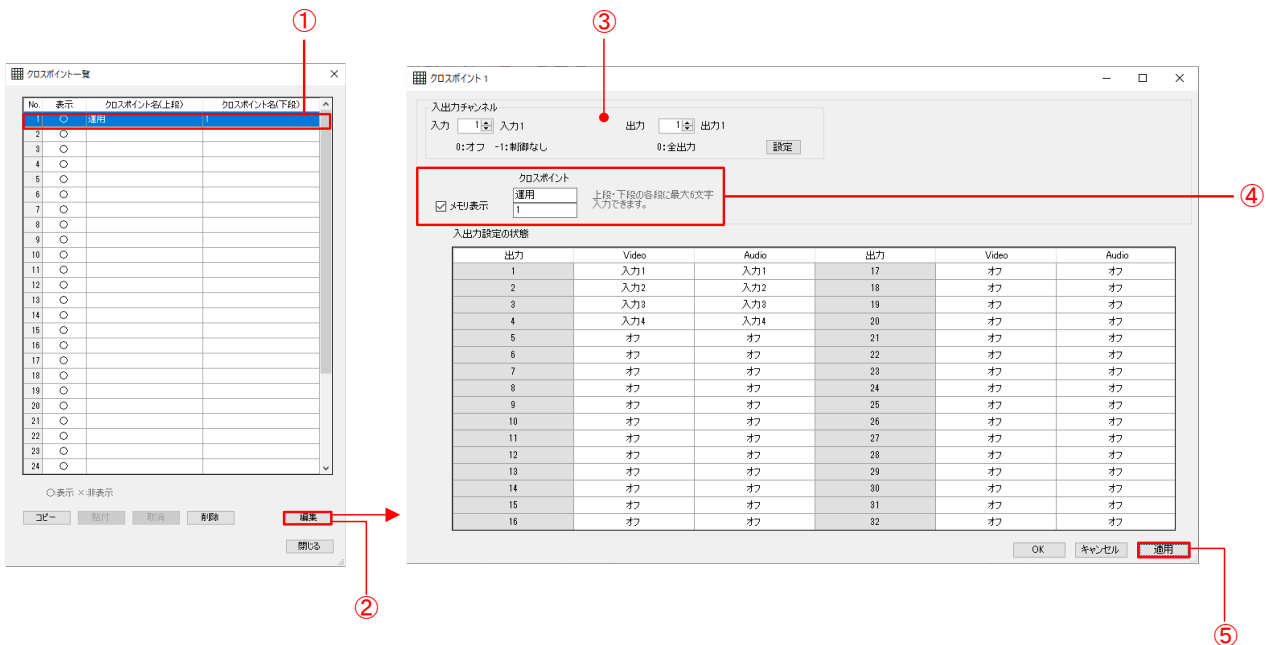 ①
③
クロスポイント一覧
No. 表示 クロスポイント名(上段) クロスポイント名(下段)
1 ○ 運用 1
2 ○
3 ○
4 ○
5 ○
6 ○
7 ○
8 ○
9 ○
10 ○
11 ○
12 ○
13 ○
14 ○
15 ○
16 ○
17 ○
18 ○
19 ○
20 ○
21 ○
22 ○
23 ○
24 ○
○:表示 ×:非表示
コピー 貼付 取消 削除 編集
閉じる
②
クロスポイント 1
入出力チャンネル
入力 1 入力1 出力 1 出力1
0:オフ -1:制御なし 0:全出力 設定
クロスポイント
運用 上段・下段の各段に最大6文字
メモリ表示 1 入力できます。
④
入出力設定の状態
出力 Video Audio 出力 Video Audio
1 入力1 入力1 17 オフ オフ
2 入力2 入力2 18 オフ オフ
3 入力3 入力3 19 オフ オフ
4 入力4 入力4 20 オフ オフ
5 オフ オフ 21 オフ オフ
6 オフ オフ 22 オフ オフ
7 オフ オフ 23 オフ オフ
8 オフ オフ 24 オフ オフ
9 オフ オフ 25 オフ オフ
10 オフ オフ 26 オフ オフ
11 オフ オフ 27 オフ オフ
12 オフ オフ 28 オフ オフ
13 オフ オフ 29 オフ オフ
14 オフ オフ 30 オフ オフ
15 オフ オフ 31 オフ オフ
16 オフ オフ 32 オフ オフ
OK キャンセル 適用
⑤